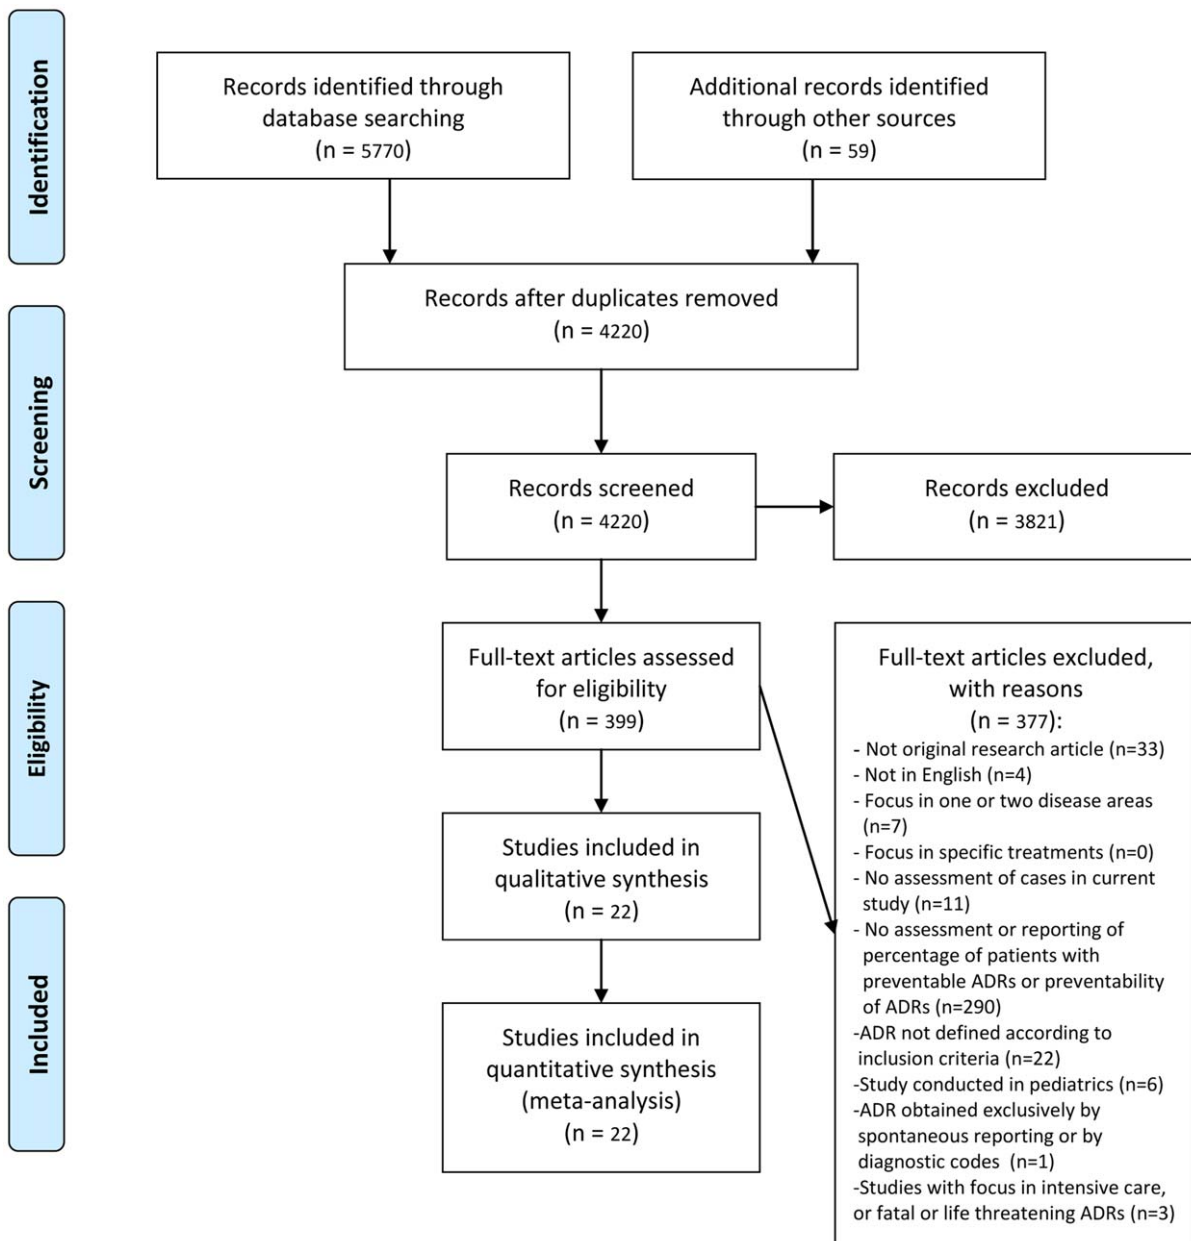 Identification
Records identified through
database searching
(n = 5770)
Additional records identified
through other sources
(n = 59)
Records after duplicates removed
(n = 4220)
Screening
Records screened
(n = 4220)
Records excluded
(n = 3821)
Eligibility
Full-text articles assessed
for eligibility
(n = 399)
Full-text articles excluded,
with reasons
(n = 377):
- Not original research article (n=33)
- Not in English (n=4)
- Focus in one or two disease areas
(n=7)
- Focus in specific treatments (n=0)
- No assessment of cases in current
study (n=11)
- No assessment or reporting of
percentage of patients with
preventable ADRs or preventability
of ADRs (n=290)
-ADR not defined according to
inclusion criteria (n=22)
-Study conducted in pediatrics (n=6)
-ADR obtained exclusively by
spontaneous reporting or by
diagnostic codes (n=1)
-Studies with focus in intensive care,
or fatal or life threatening ADRs (n=3)
Studies included in
qualitative synthesis
(n = 22)
Included
Studies included in
quantitative synthesis
(meta-analysis)
(n = 22)